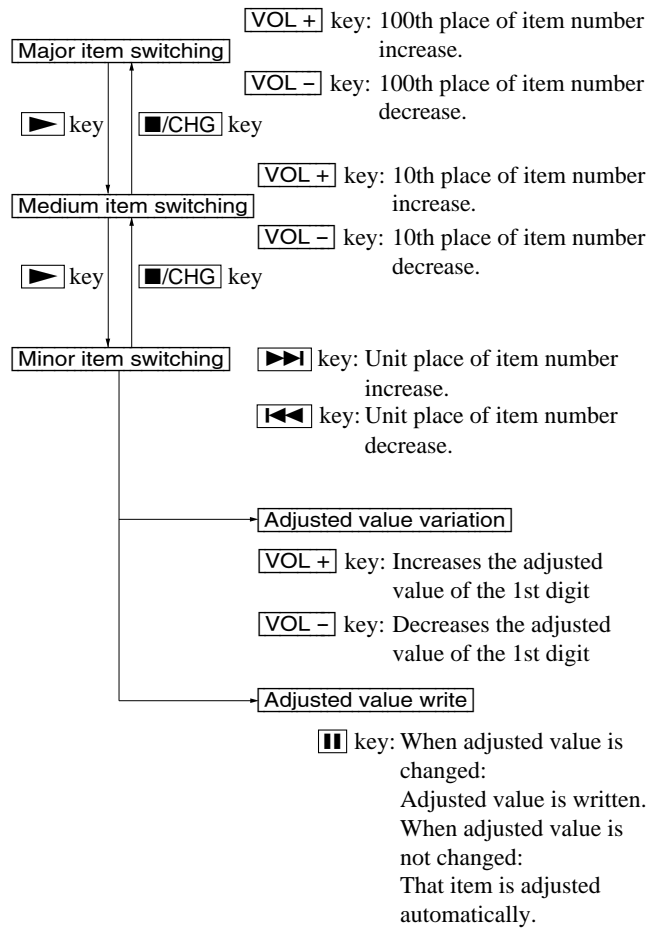 VOL + key: 100th place of item number
increase.
Major item switching
VOL – key: 100th place of item number
decrease.
▶ key ■/CHG key
VOL + key: 10th place of item number
increase.
Medium item switching
VOL – key: 10th place of item number
decrease.
▶ key ■/CHG key
Minor item switching
▶▶I key: Unit place of item number
increase.
I◀◀ key: Unit place of item number
decrease.
Adjusted value variation
VOL + key: Increases the adjusted
value of the 1st digit
VOL – key: Decreases the adjusted
value of the 1st digit
Adjusted value write
❚❚ key: When adjusted value is
changed:
Adjusted value is written.
When adjusted value is
not changed:
That item is adjusted
automatically.